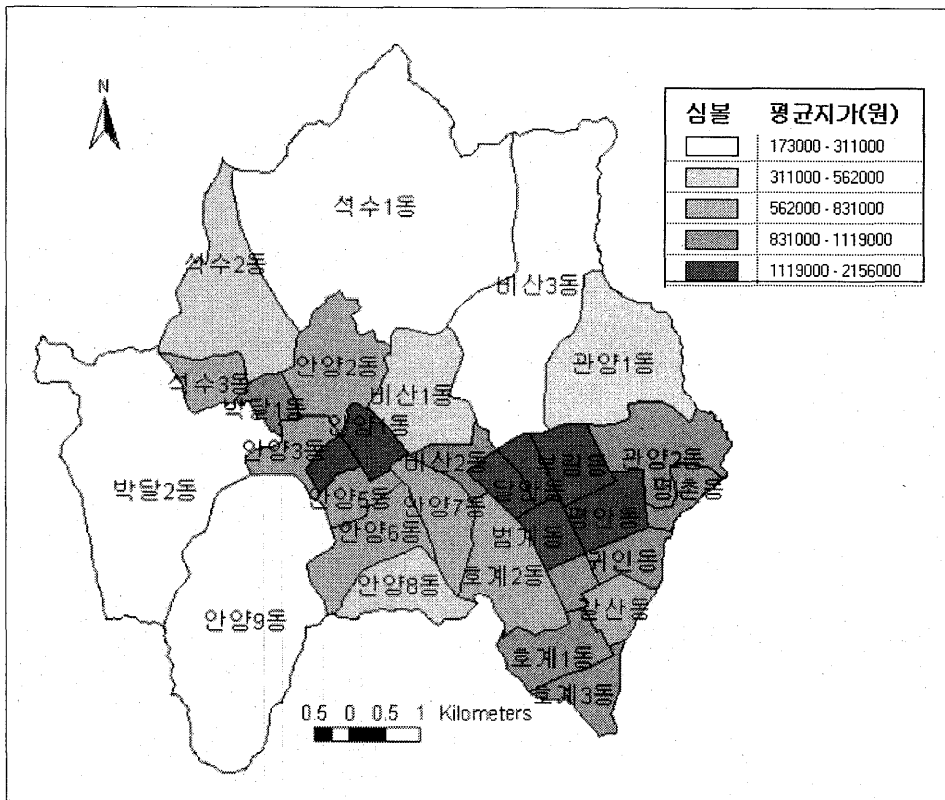 N
심볼 평균지가(원)
173000 - 311000
311000 - 562000
562000 - 831000
831000 - 1119000
1119000 - 2156000
석수1동
석수2동
비산3동
안양2동
관양1동
석수3동
비산1동
박달1동
안양1동
안양3동
비산2동
관양2동
박달2동
달안동
부림동
평촌동
안양5동
안양7동
평안동
안양6동
범계동
귀인동
호계2동
안양8동
갈산동
안양9동
호계1동
호계3동
0.5 0 0.5 1 Kilometers